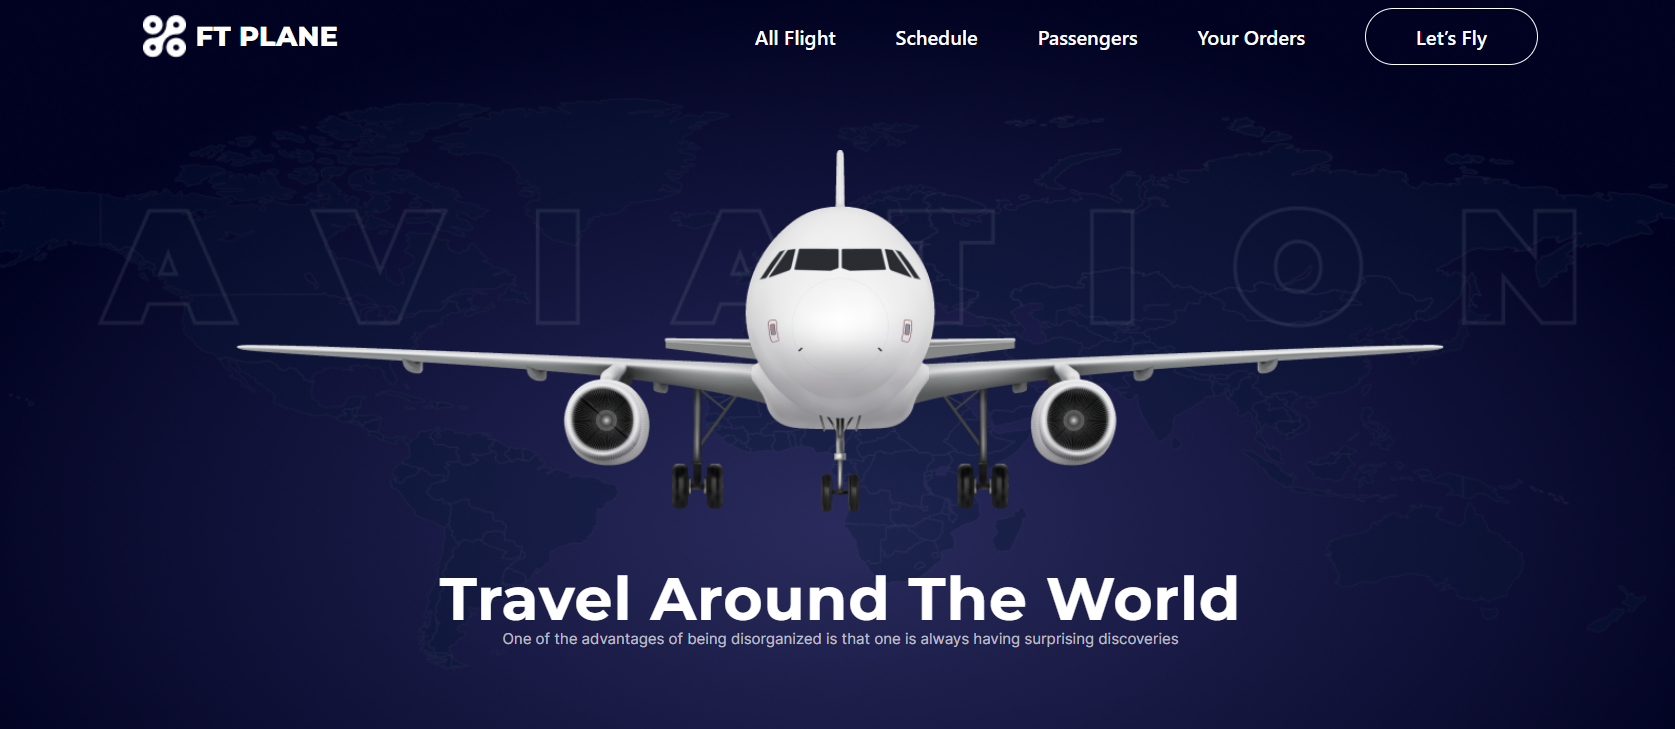 FT PLANE
All Flight
Schedule
Passengers
Your Orders
Let's Fly
AVIATION
Travel Around The World
One of the advantages of being disorganized is that one is always having surprising discoveries